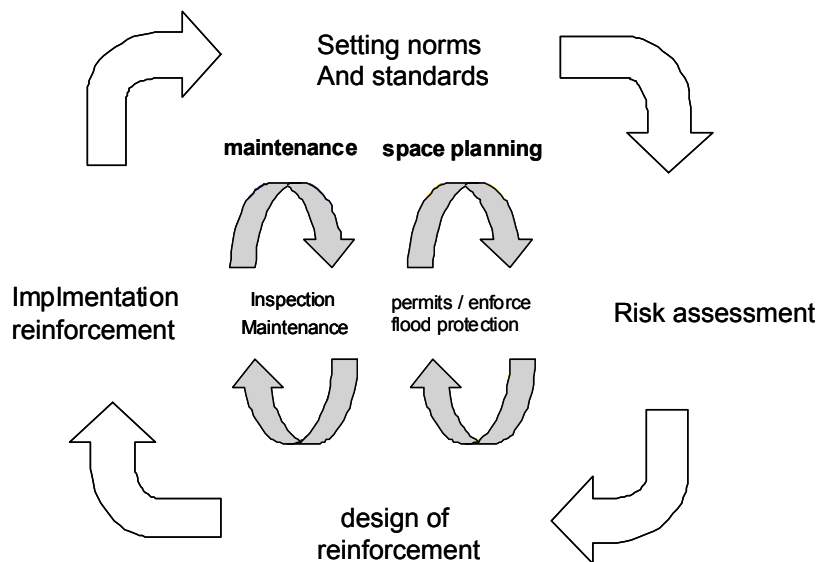 Setting norms
And standards
maintenance
space planning
Implmentation
reinforcement
Inspection
Maintenance
permits / enforce
flood protection
Risk assessment
design of
reinforcement